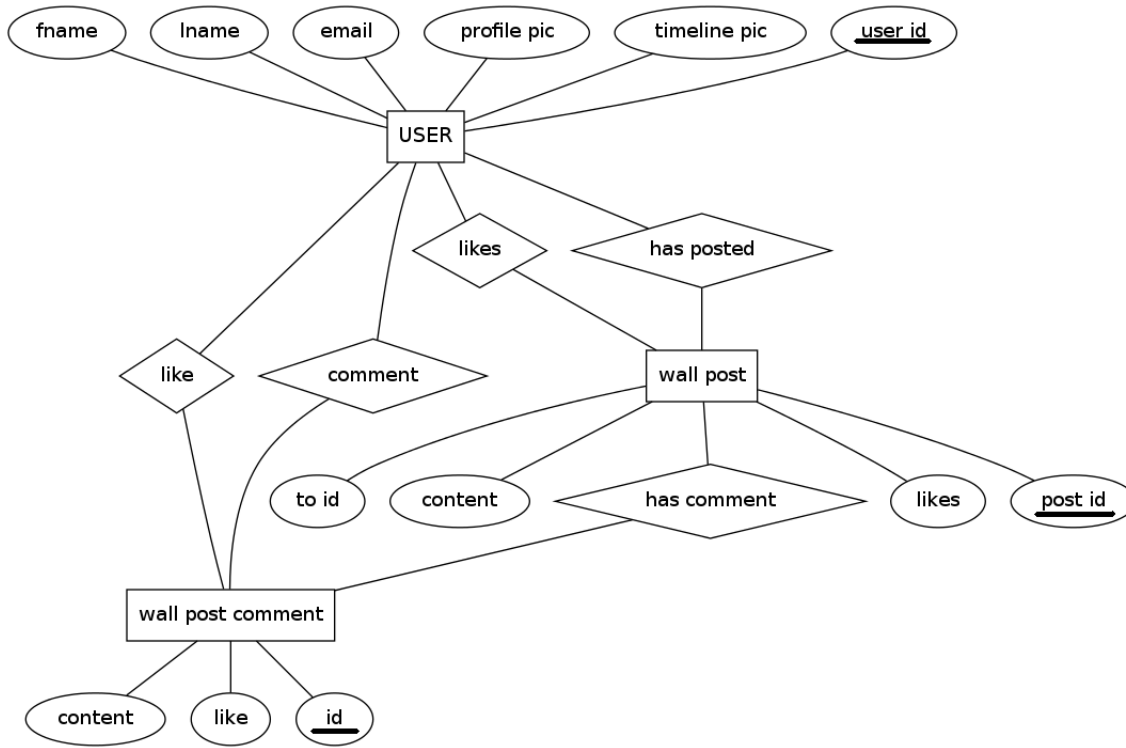 fname
lname
email
profile pic
timeline pic
user id
USER
likes
has posted
like
comment
wall post
to id
content
has comment
likes
post id
wall post comment
content
like
id